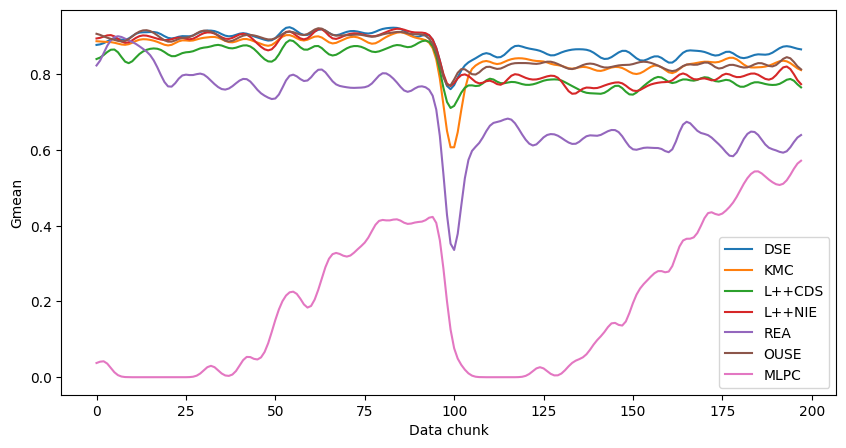 Gmean
0.8
0.6
0.4
0.2
0.0
0
25
50
75
100
125
150
175
200
Data chunk
DSE
KMC
L++CDS
L++NIE
REA
OUSE
MLPC